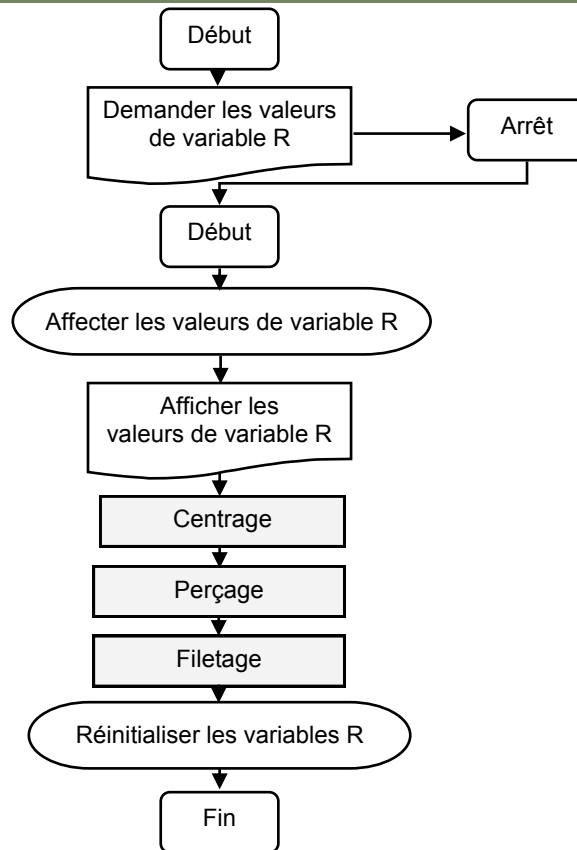 Début
Demander les valeurs
de variable R
Arrêt
Début
Affecter les valeurs de variable R
Afficher les
valeurs de variable R
Centrage
Perçage
Filetage
Réinitialiser les variables R
Fin